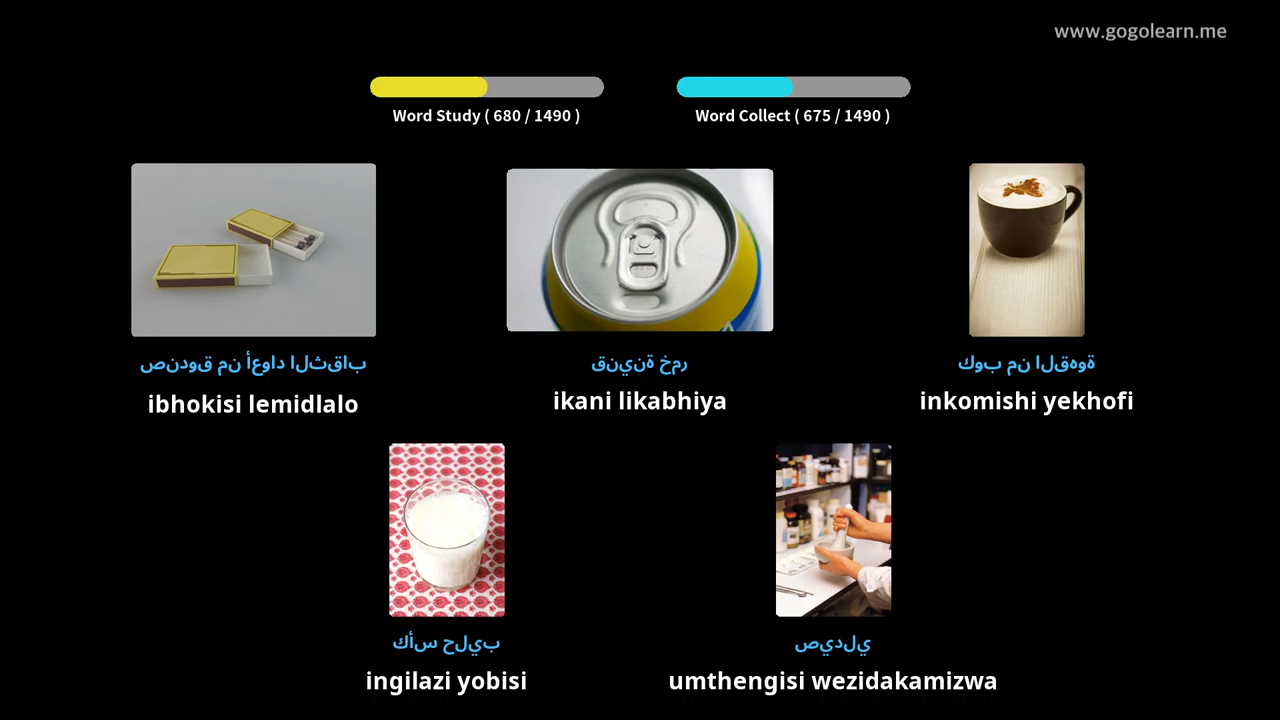 www.gogolearn.me
Word Study ( 680 / 1490 )
Word Collect ( 675 / 1490 )
صندوق من أعواد الثقاب
قنينة خمر
كوب من القهوة
ibhokisi lemidlalo
ikani likabhiya
inkomishi yekhofi
كأس حليب
صيدلي
ingilazi yobisi
umthengisi wezidakamizwa